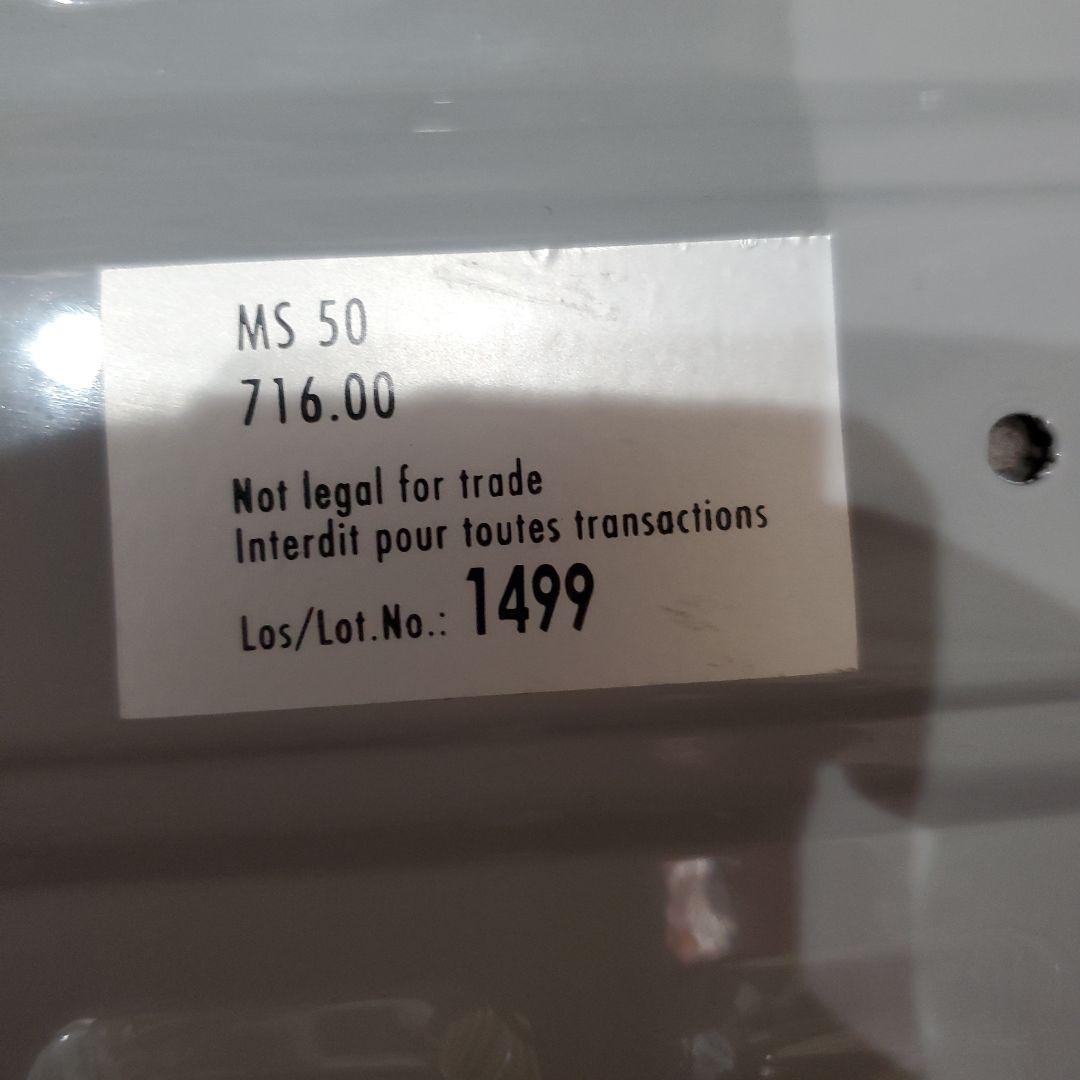 MS 50
716.00
Not legal for trade
Interdit pour toutes transactions
Los/Lot.No.: 1499